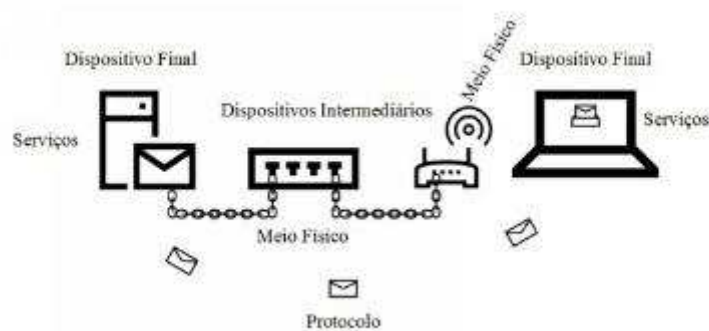 Dispositivo Final
Dispositivos Intermediários
Meio Físico
Dispositivo Final
Serviços
Serviços
Meio Físico
Protocolo